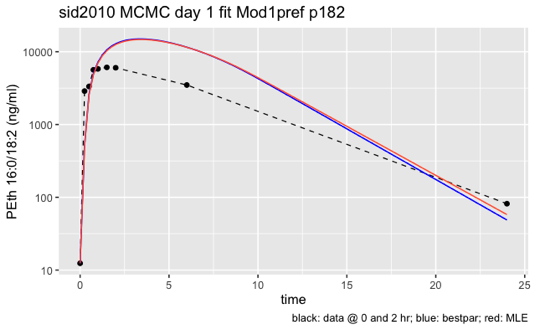 sid2010 MCMC day 1 fit Mod1pref p182
PEth 16:0/18:2 (ng/ml)
10000
1000
100
10
0
5
10
15
20
25
time
black: data @ 0 and 2 hr; blue: bestpar; red: MLE